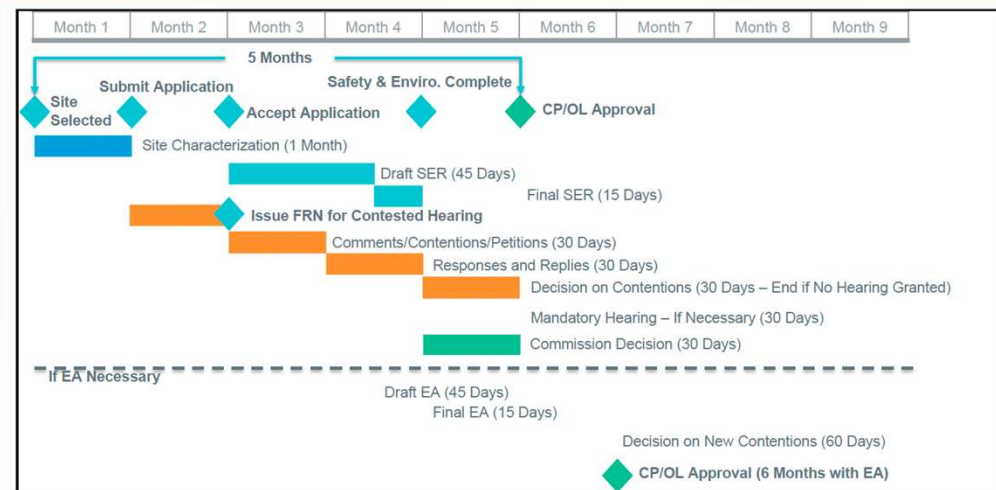 Month 1 Month 2 Month 3 Month 4 Month 5 Month 6 Month 7 Month 8 Month 9
5 Months
Submit Application
Safety & Enviro. Complete
Site
Selected
Accept Application
CP/OL Approval
Site Characterization (1 Month)
Draft SER (45 Days)
Final SER (15 Days)
Issue FRN for Contested Hearing
Comments/Contentions/Petitions (30 Days)
Responses and Replies (30 Days)
Decision on Contentions (30 Days – End if No Hearing Granted)
Mandatory Hearing – If Necessary (30 Days)
Commission Decision (30 Days)
If EA Necessary
Draft EA (45 Days)
Final EA (15 Days)
Decision on New Contentions (60 Days)
CP/OL Approval (6 Months with EA)